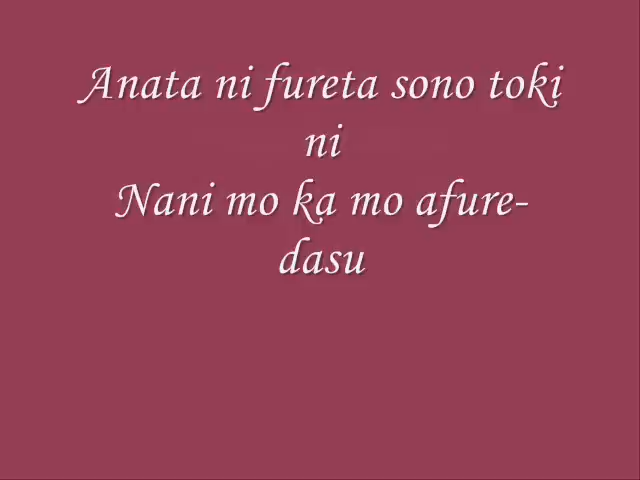 Anata ni fureta sono toki
ni
Nani mo ka mo afure-
dasu